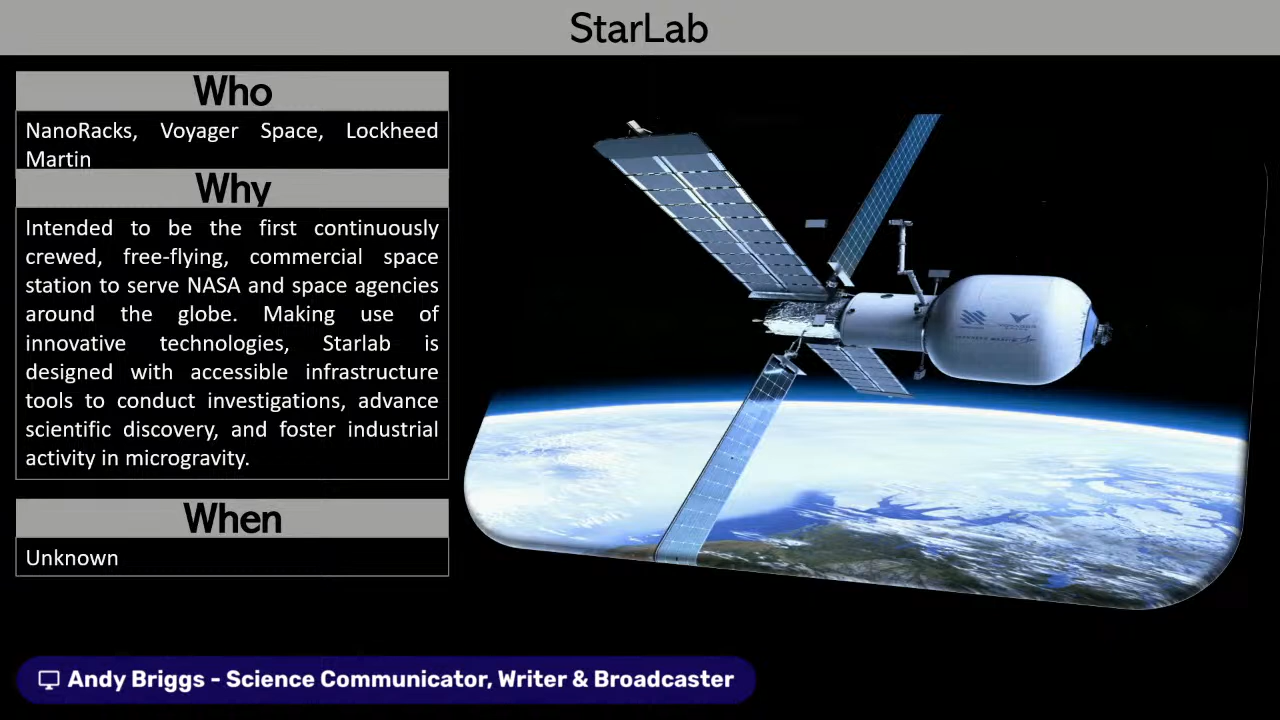 StarLab
Who
NanoRacks, Voyager Space, Lockheed
Martin
Why
Intended to be the first continuously
crewed, free-flying, commercial space
station to serve NASA and space agencies
around the globe. Making use of
innovative technologies, Starlab is
designed with accessible infrastructure
tools to conduct investigations, advance
scientific discovery, and foster industrial
activity in microgravity.
When
Unknown
Andy Briggs - Science Communicator, Writer & Broadcaster